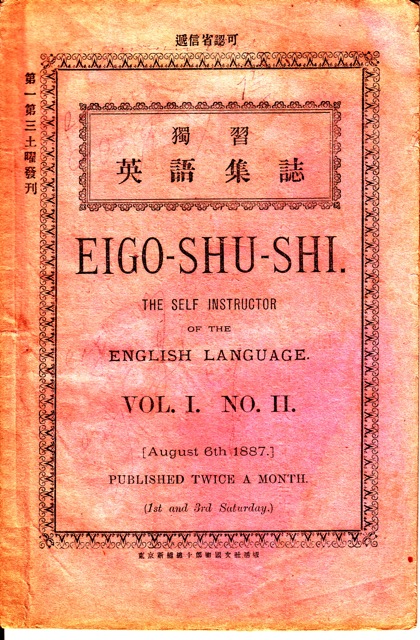 遞信省認可
第一第三土曜發刊
獨習
英語集誌
EIGO-SHU-SHI.
THE SELF INSTRUCTOR
OF THE
ENGLISH LANGUAGE.
VOL. I. NO. II.
[August 6th 1887.]
PUBLISHED TWICE A MONTH.
(1st and 3rd Saturday.)